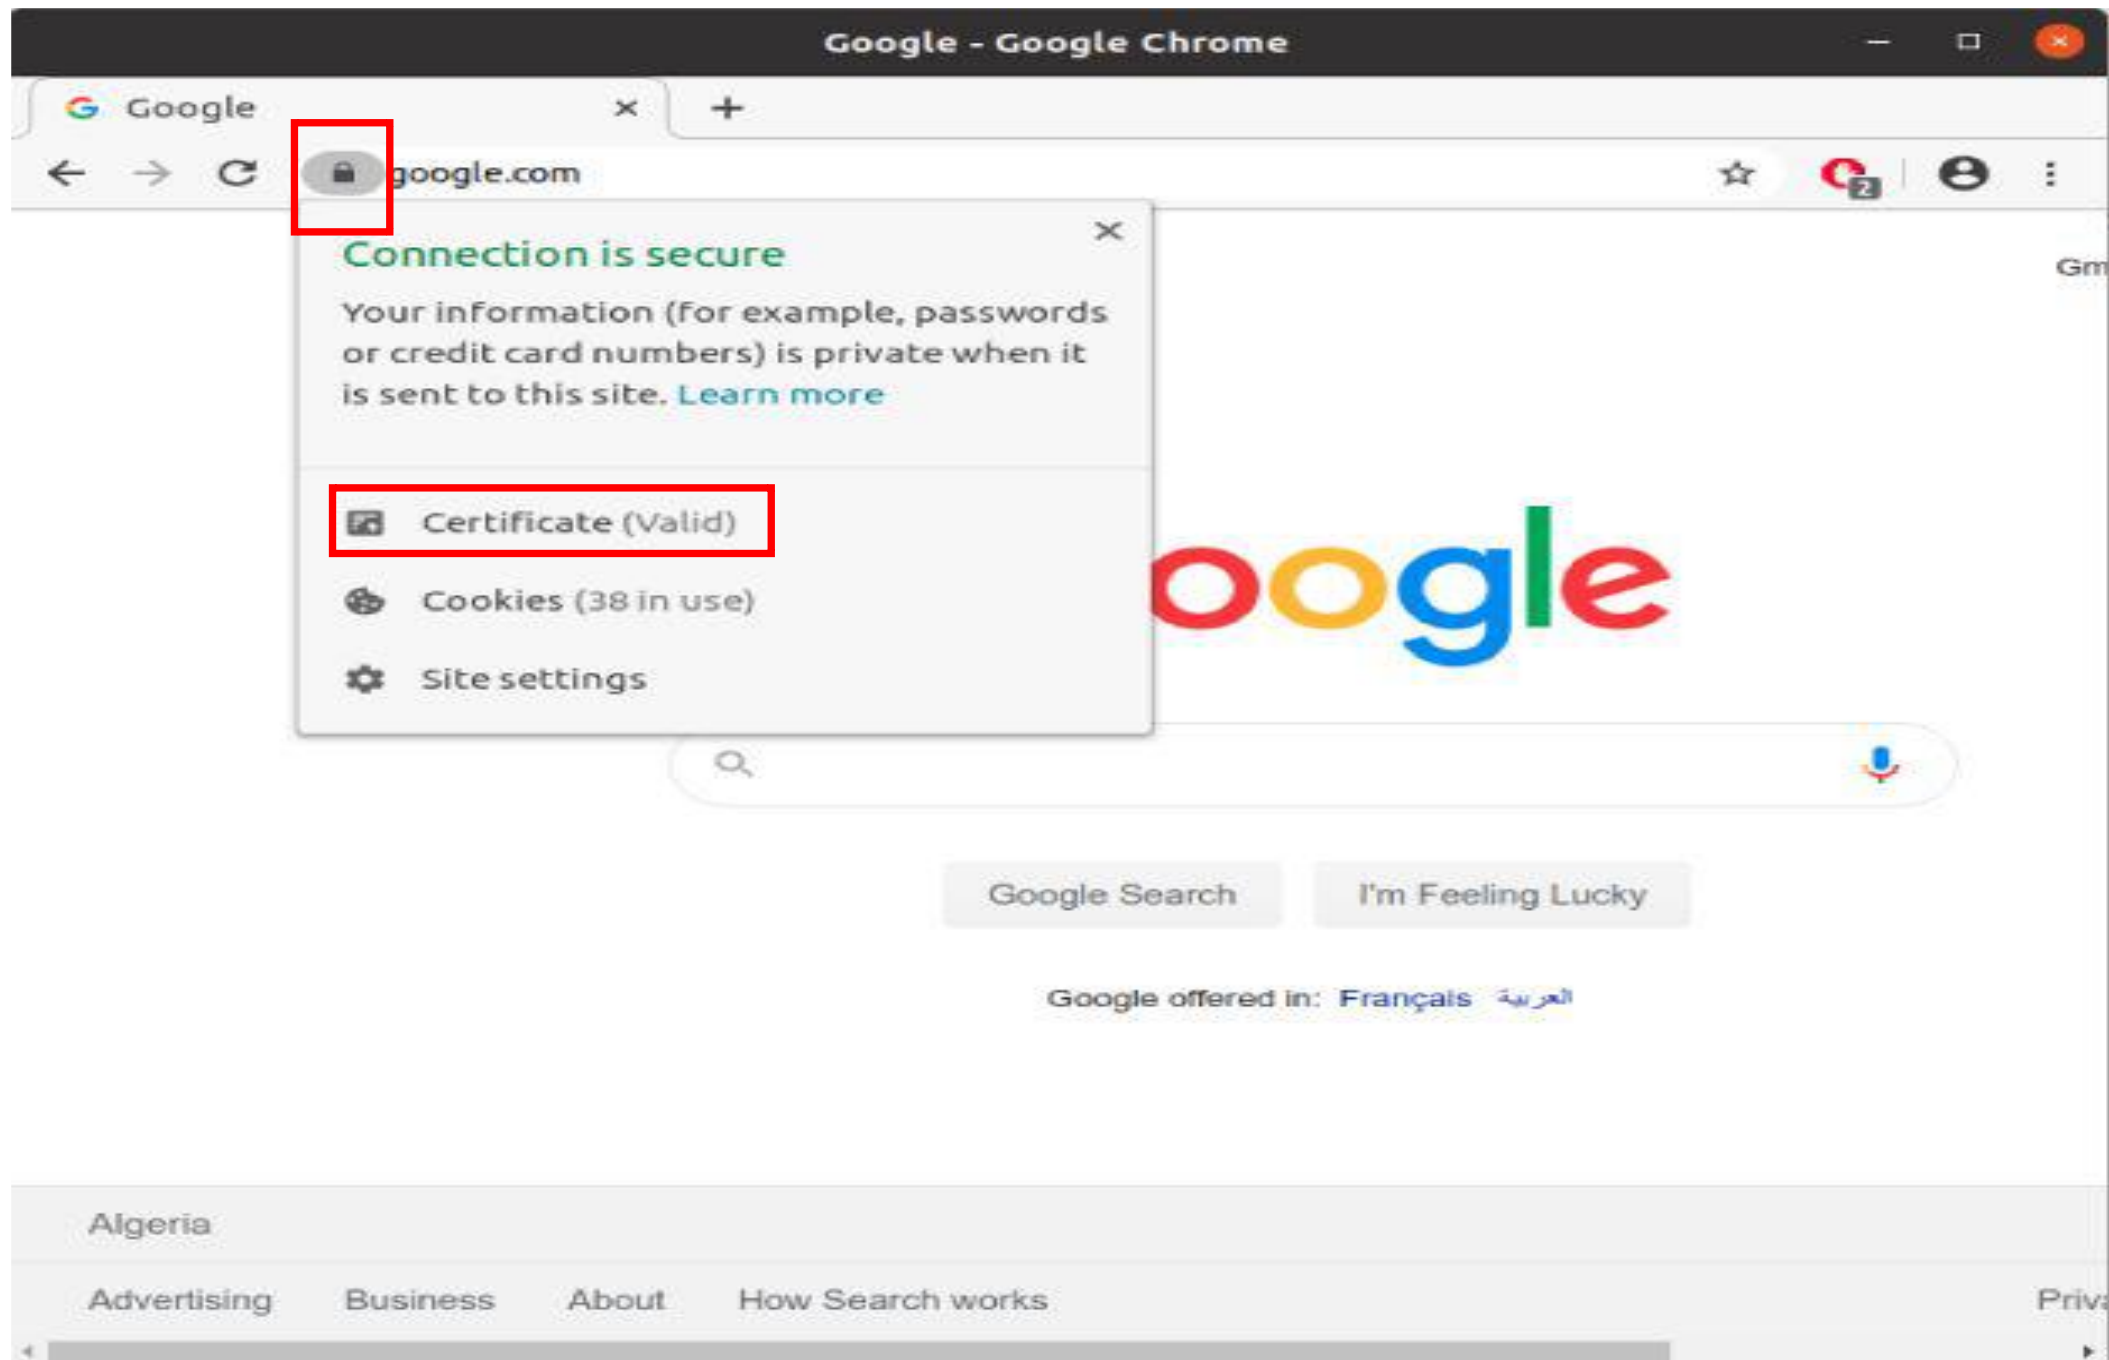 Google - Google Chrome
Google
google.com
Gm
Connection is secure
Your information (for example, passwords
or credit card numbers) is private when it
is sent to this site. Learn more
Certificate (Valid)
Cookies (38 in use)
Site settings
oogle
Google Search I'm Feeling Lucky
Google offered in: Français العربية
Algeria
Advertising Business About How Search works Priva